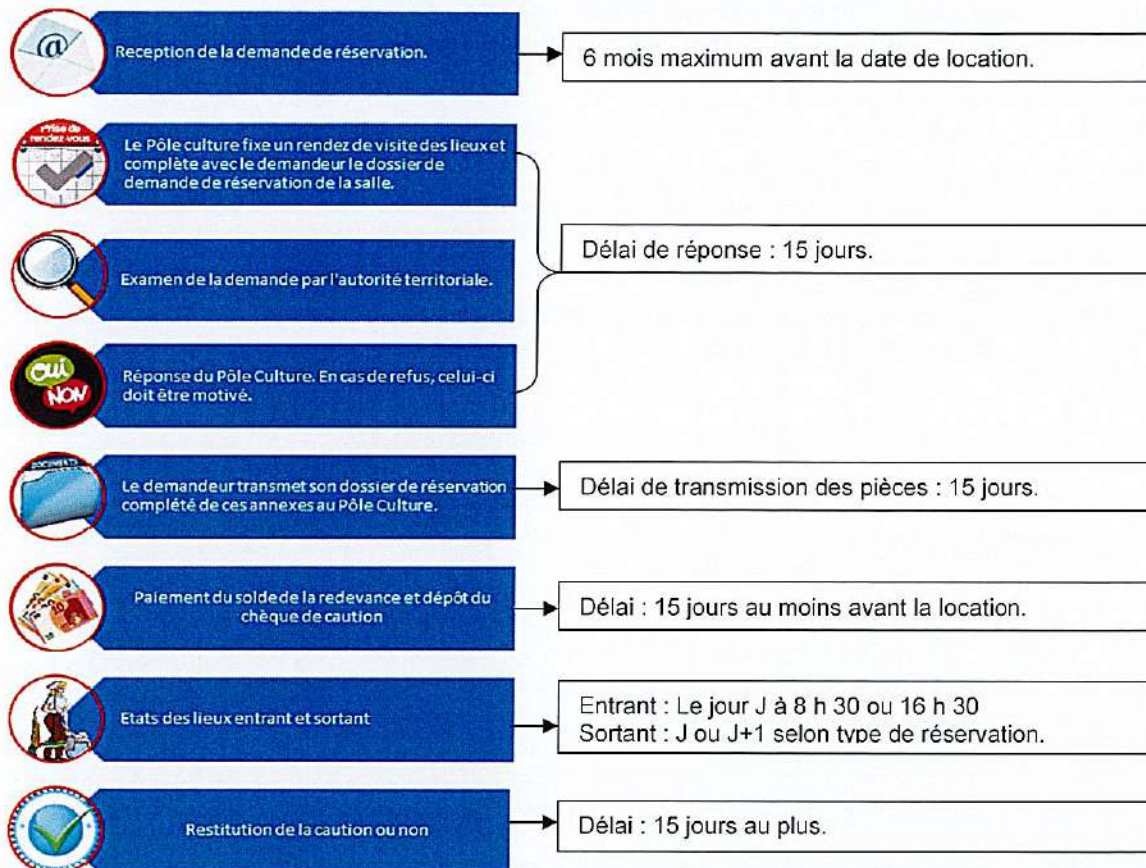 @
Reception de la demande de réservation.
6 mois maximum avant la date de location.
Prise de
rendez-vous
Le Pôle culture fixe un rendez de visite des lieux et
complète avec le demandeur le dossier de
demande de réservation de la salle.
Examen de la demande par l'autorité territoriale.
Délai de réponse : 15 jours.
OUI
NON
Réponse du Pôle Culture. En cas de refus, celui-ci
doit être motivé.
DOCUMENTS
Le demandeur transmet son dossier de réservation
complété de ces annexes au Pôle Culture.
Délai de transmission des pièces : 15 jours.
Paiement du solde de la redevance et dépôt du
chèque de caution
Délai : 15 jours au moins avant la location.
Etats des lieux entrant et sortant
Entrant : Le jour J à 8 h 30 ou 16 h 30
Sortant : J ou J+1 selon type de réservation.
Restitution de la caution ou non
Délai : 15 jours au plus.